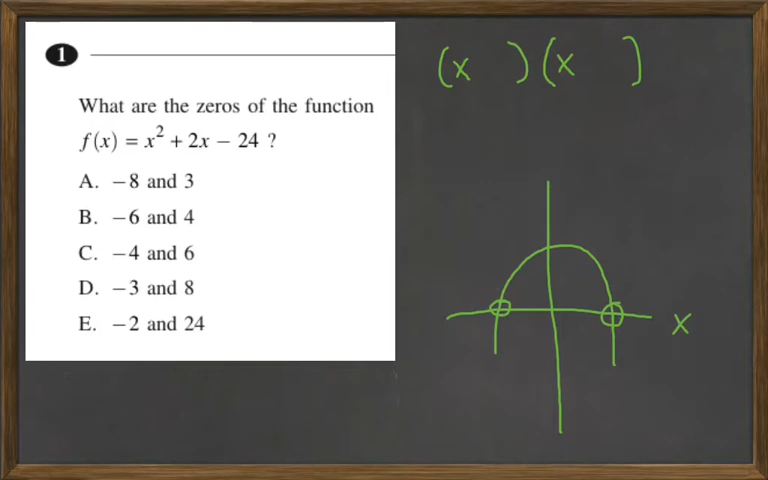 1
What are the zeros of the function
f(x) = x² + 2x − 24 ?
A. −8 and 3
B. −6 and 4
C. −4 and 6
D. −3 and 8
E. −2 and 24
(x  )(x  )
x